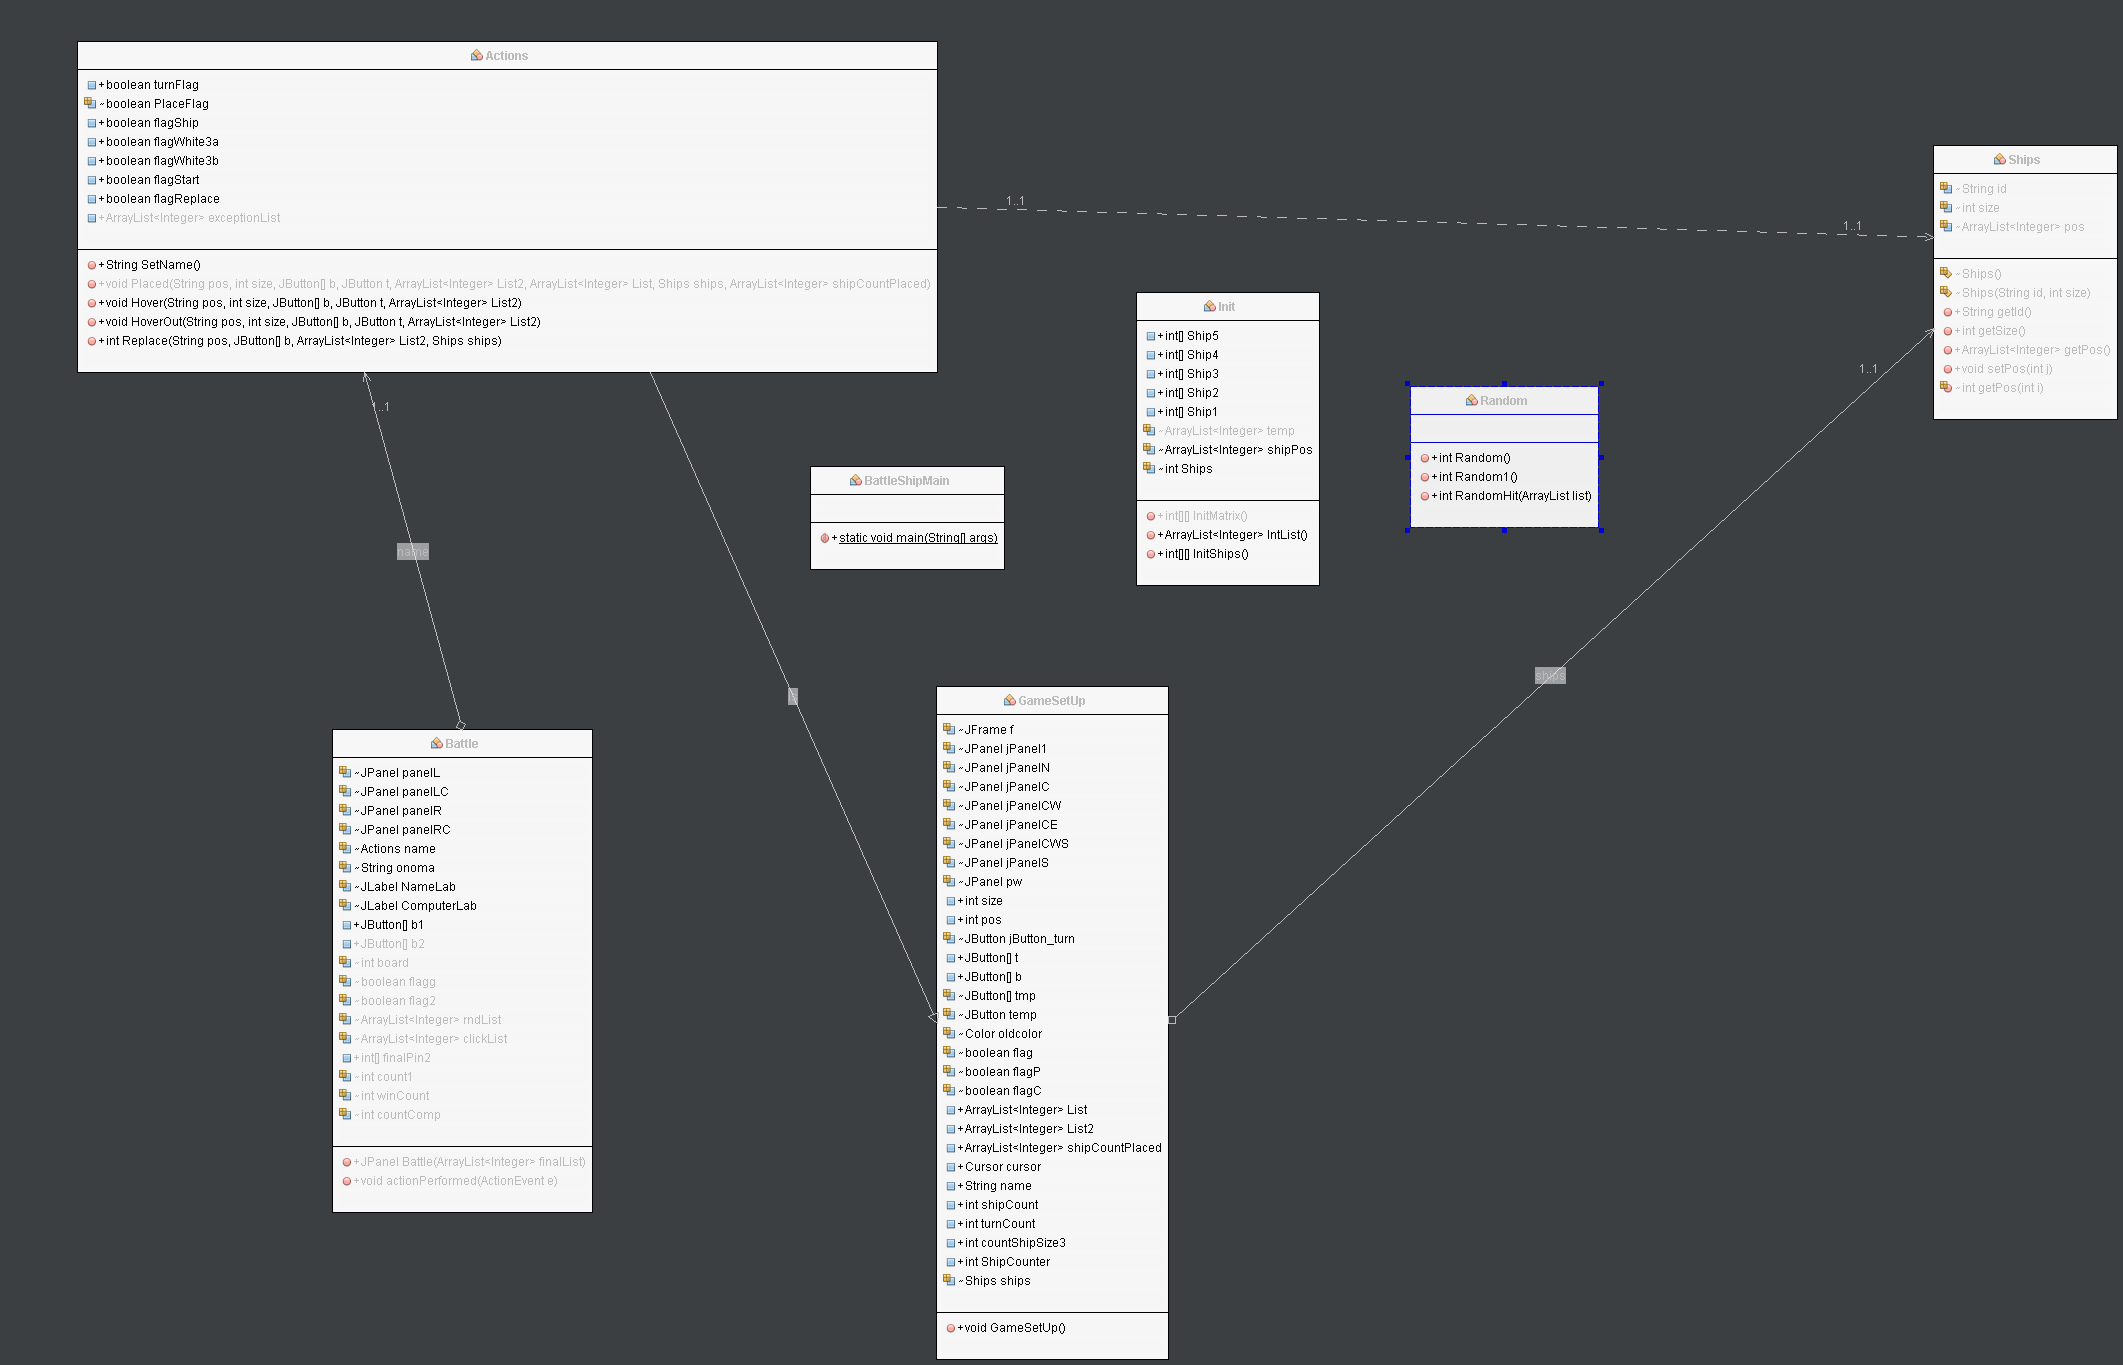 Actions
+boolean turnFlag
~boolean PlaceFlag
+boolean flagShip
+boolean flagWhite3a
+boolean flagWhite3b
+boolean flagStart
+boolean flagReplace
+ArrayList<Integer> exceptionList
+String SetName()
+void Placed(String pos, int size, JButton[] b, JButton t, ArrayList<Integer> List2, ArrayList<Integer> List, Ships ships, ArrayList<Integer> shipCountPlaced)
+void Hover(String pos, int size, JButton[] b, JButton t, ArrayList<Integer> List2)
+void HoverOut(String pos, int size, JButton[] b, JButton t, ArrayList<Integer> List2)
+int Replace(String pos, JButton[] b, ArrayList<Integer> List2, Ships ships)
1..1
1..1
Ships
~String id
~int size
~ArrayList<Integer> pos
~Ships()
~Ships(String id, int size)
+String getId()
+int getSize()
+ArrayList<Integer> getPos()
+void setPos(int j)
~int getPos(int i)
1..1
Init
+int[] Ship5
+int[] Ship4
+int[] Ship3
+int[] Ship2
+int[] Ship1
~ArrayList<Integer> temp
~ArrayList<Integer> shipPos
~int Ships
+int[][] InitMatrix()
+ArrayList<Integer> IntList()
+int[][] InitShips()
Random
+int Random()
+int Random1()
+int RandomHit(ArrayList list)
1..1
BattleShipMain
+static void main(String[] args)
name
ships
Battle
~JPanel panelL
~JPanel panelLC
~JPanel panelR
~JPanel panelRC
~Actions name
~String onoma
~JLabel NameLab
~JLabel ComputerLab
+JButton[] b1
+JButton[] b2
~int board
~boolean flagg
~boolean flag2
~ArrayList<Integer> rndList
~ArrayList<Integer> clickList
+int[] finalPin2
~int count1
~int winCount
~int countComp
+JPanel Battle(ArrayList<Integer> finalList)
+void actionPerformed(ActionEvent e)
GameSetUp
~JFrame f
~JPanel jPanel1
~JPanel jPanelN
~JPanel jPanelC
~JPanel jPanelCW
~JPanel jPanelCE
~JPanel jPanelCWS
~JPanel jPanelS
~JPanel pw
+int size
+int pos
~JButton jButton_turn
+JButton[] t
+JButton[] b
~JButton[] tmp
~JButton temp
~Color oldcolor
~boolean flag
~boolean flagP
~boolean flagC
+ArrayList<Integer> List
+ArrayList<Integer> List2
+ArrayList<Integer> shipCountPlaced
+Cursor cursor
+String name
+int shipCount
+int turnCount
+int countShipSize3
+int ShipCounter
~Ships ships
+void GameSetUp()